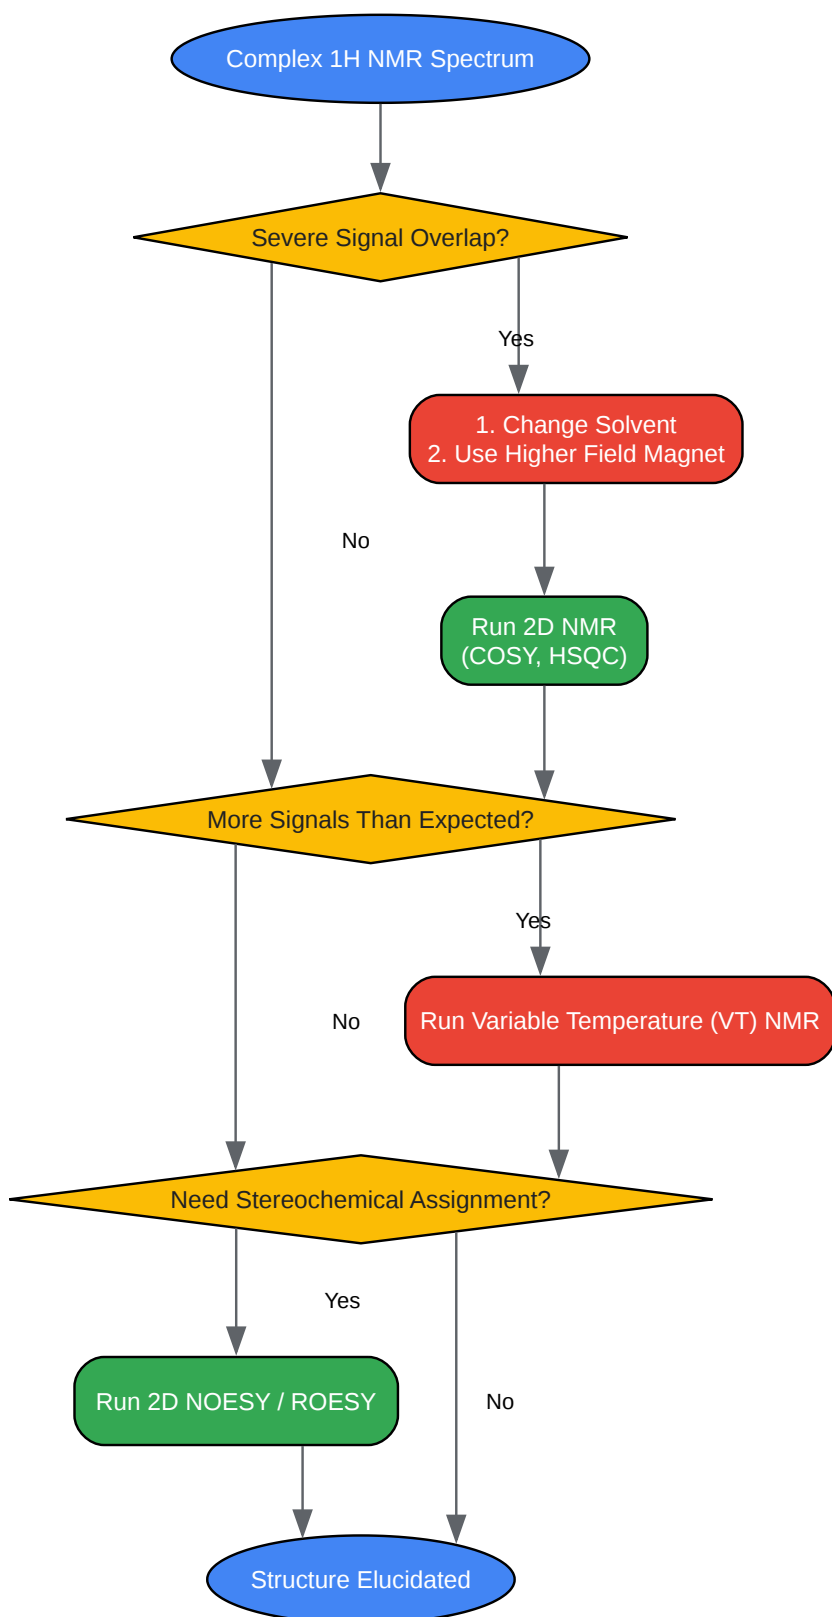 Complex 1H NMR Spectrum
Severe Signal Overlap?
Yes
1. Change Solvent
2. Use Higher Field Magnet
No
Run 2D NMR
(COSY, HSQC)
More Signals Than Expected?
Yes
No
Run Variable Temperature (VT) NMR
Need Stereochemical Assignment?
Yes
Run 2D NOESY / ROESY
No
Structure Elucidated